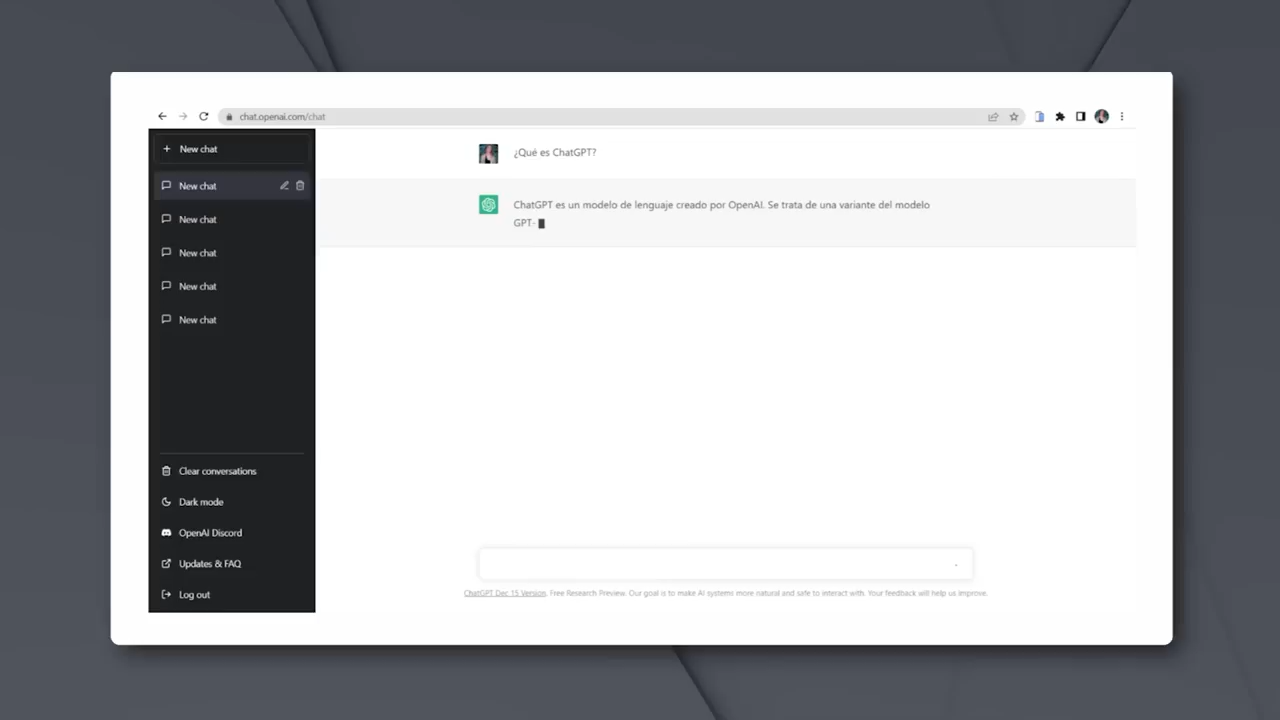 chat.openai.com/chat
New chat
New chat
New chat
New chat
New chat
New chat
Clear conversations
Dark mode
OpenAI Discord
Updates & FAQ
Log out
¿Qué es ChatGPT?
ChatGPT es un modelo de lenguaje creado por OpenAI. Se trata de una variante del modelo
GPT-
ChatGPT Dec 15 Version. Free Research Preview. Our goal is to make AI systems more natural and safe to interact with. Your feedback will help us improve.